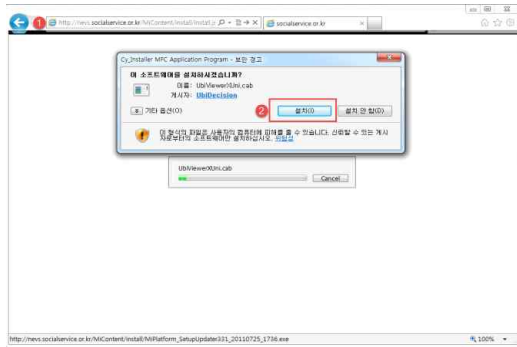 1 http://nevs.socialservice.or.kr/MiContent/install/install.jsp socialservice.or.kr
Cy_Installer MFC Application Program - 보안 경고
이 소프트웨어를 설치하시겠습니까?
이름: UbiViewerXUni.cab
게시자: UbiDecision
기타 옵션(O) 2 설치(I) 설치 안 함(D)
이 형식의 파일은 사용자의 컴퓨터에 피해를 줄 수 있습니다. 신뢰할 수 있는 게시
자로부터의 소프트웨어만 설치하십시오. 위험성
UbiViewerXUni.cab
Cancel
http://nevs.socialservice.or.kr/MiContent/install/MiPlatform_SetupUpdater331_20110725_1736.exe 100%